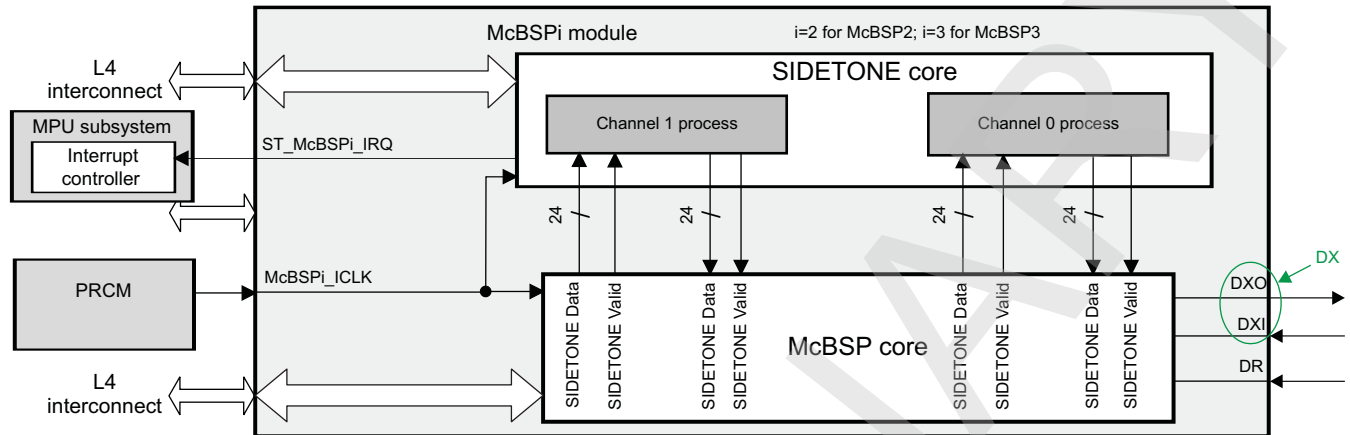 McBSPi module
i=2 for McBSP2; i=3 for McBSP3
L4
interconnect
SIDETONE core
MPU subsystem
Interrupt
controller
Channel 1 process
Channel 0 process
ST_McBSPi_IRQ
24
24
24
24
PRCM
McBSPi_ICLK
SIDETONE Data
SIDETONE Valid
SIDETONE Data
SIDETONE Valid
SIDETONE Data
SIDETONE Valid
SIDETONE Data
SIDETONE Valid
McBSP core
DX
DXO
DXI
DR
L4
interconnect